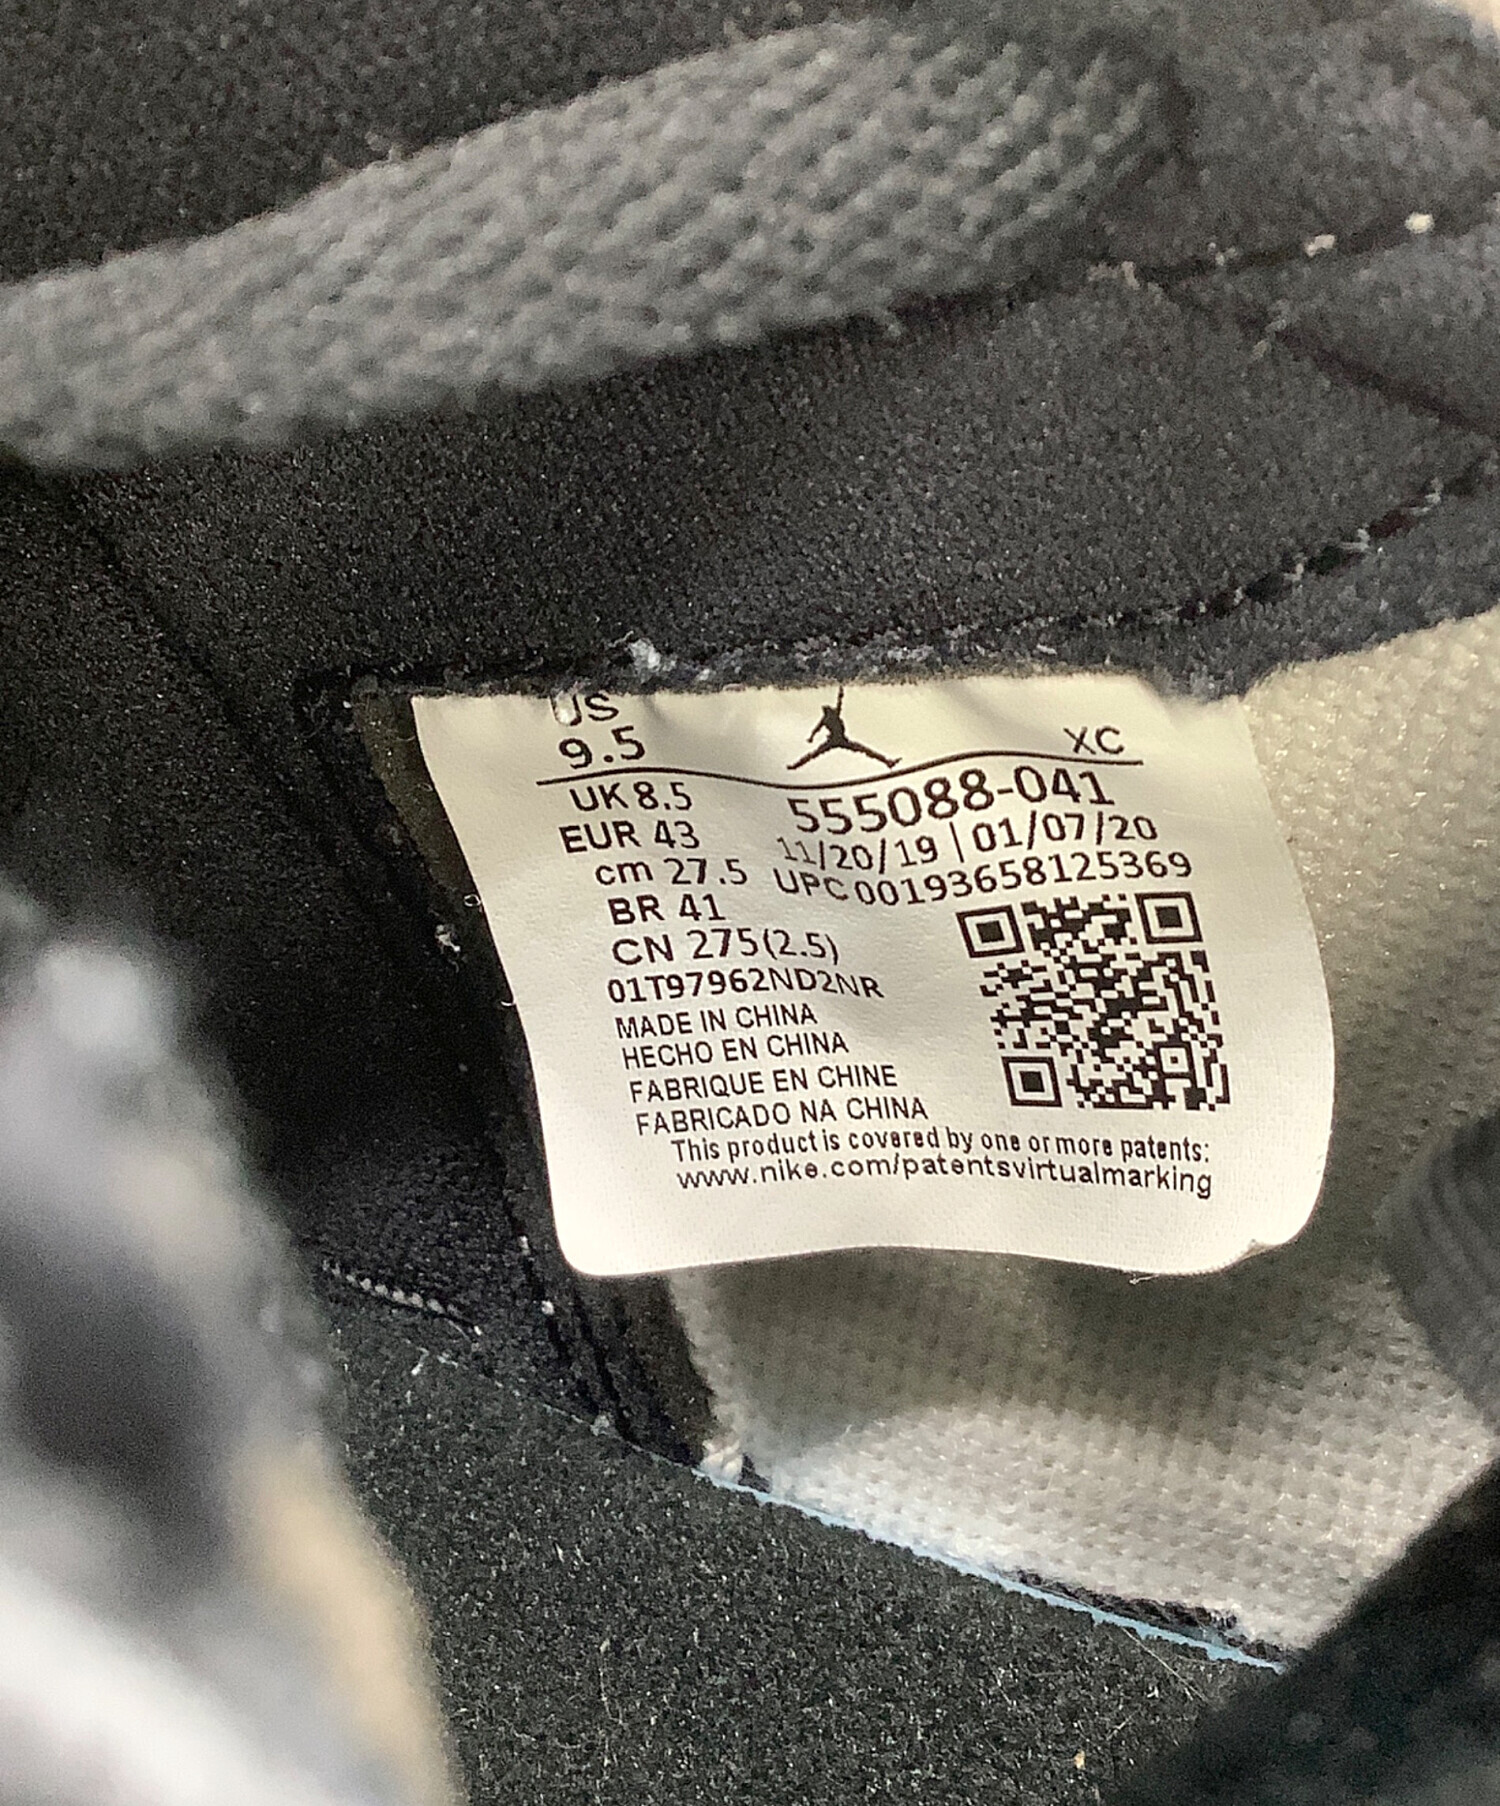 US
9.5
XC
UK 8.5
555088-041
EUR 43
11/20/19 | 01/07/20
cm 27.5
UPC00193658125369
BR 41
CN 275(2.5)
01T97962ND2NR
MADE IN CHINA
HECHO EN CHINA
FABRIQUE EN CHINE
FABRICADO NA CHINA
This product is covered by one or more patents:
www.nike.com/patentsvirtualmarking